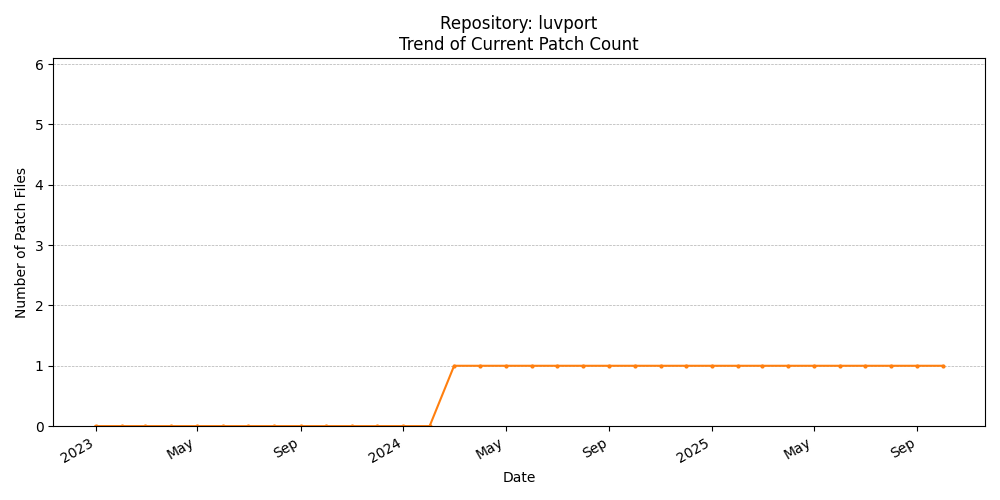 Repository: luvport
Trend of Current Patch Count
Number of Patch Files
6
5
4
3
2
1
0
2023
May
Sep
2024
May
Sep
2025
May
Sep
Date